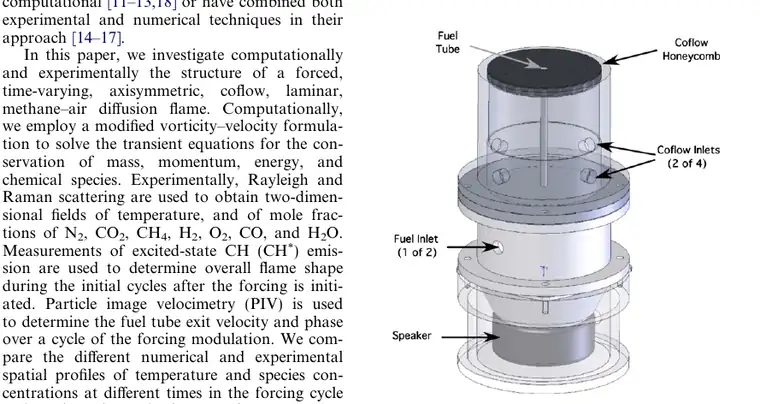 computational [11–13,18] or have combined both
experimental and numerical techniques in their
approach [14–17].
In this paper, we investigate computationally
and experimentally the structure of a forced,
time-varying, axisymmetric, coflow, laminar,
methane–air diffusion flame. Computationally,
we employ a modified vorticity–velocity formula-
tion to solve the transient equations for the con-
servation of mass, momentum, energy, and
chemical species. Experimentally, Rayleigh and
Raman scattering are used to obtain two-dimen-
sional fields of temperature, and of mole frac-
tions of N₂, CO₂, CH₄, H₂, O₂, CO, and H₂O.
Measurements of excited-state CH (CH*) emis-
sion are used to determine overall flame shape
during the initial cycles after the forcing is initi-
ated. Particle image velocimetry (PIV) is used
to determine the fuel tube exit velocity and phase
over a cycle of the forcing modulation. We com-
pare the different numerical and experimental
spatial profiles of temperature and species con-
centrations at different times in the forcing cycle
Fuel
Tube
Coflow
Honeycomb
Coflow Inlets
(2 of 4)
Fuel Inlet
(1 of 2)
Speaker